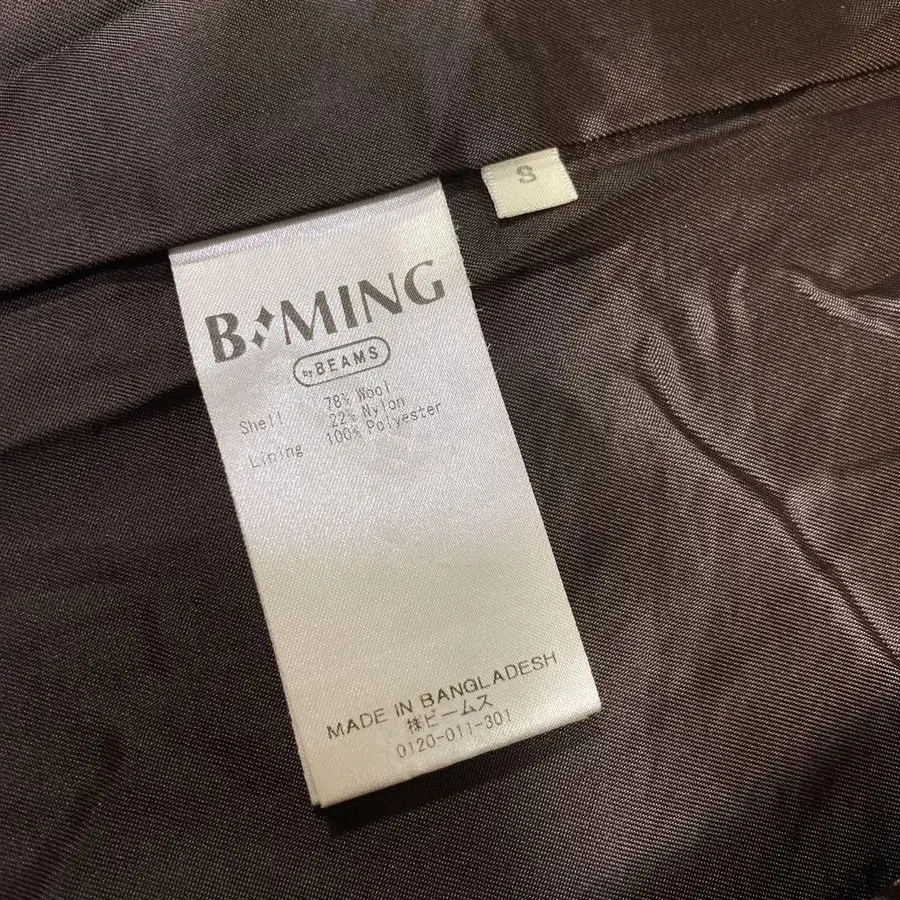 S
B MING
by BEAMS
Shell 78% Wool
22% Nylon
Lining 100% Polyester
MADE IN BANGLADESH
㈱ビームス
0120-011-301